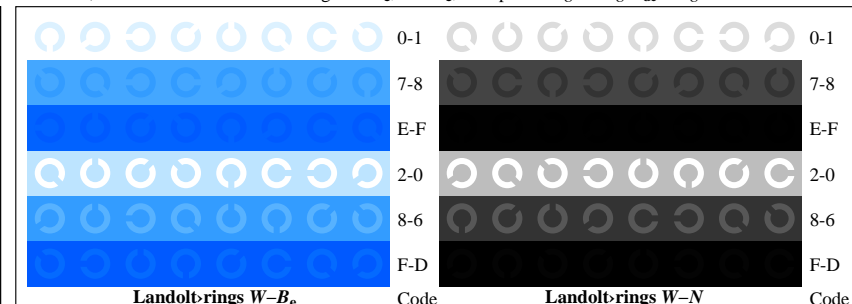 0-1 0-1
7-8 7-8
E-F E-F
2-0 2-0
8-6 8-6
F-D F-D
Landolt›rings W–Bₑ Code Landolt›rings W–N Code